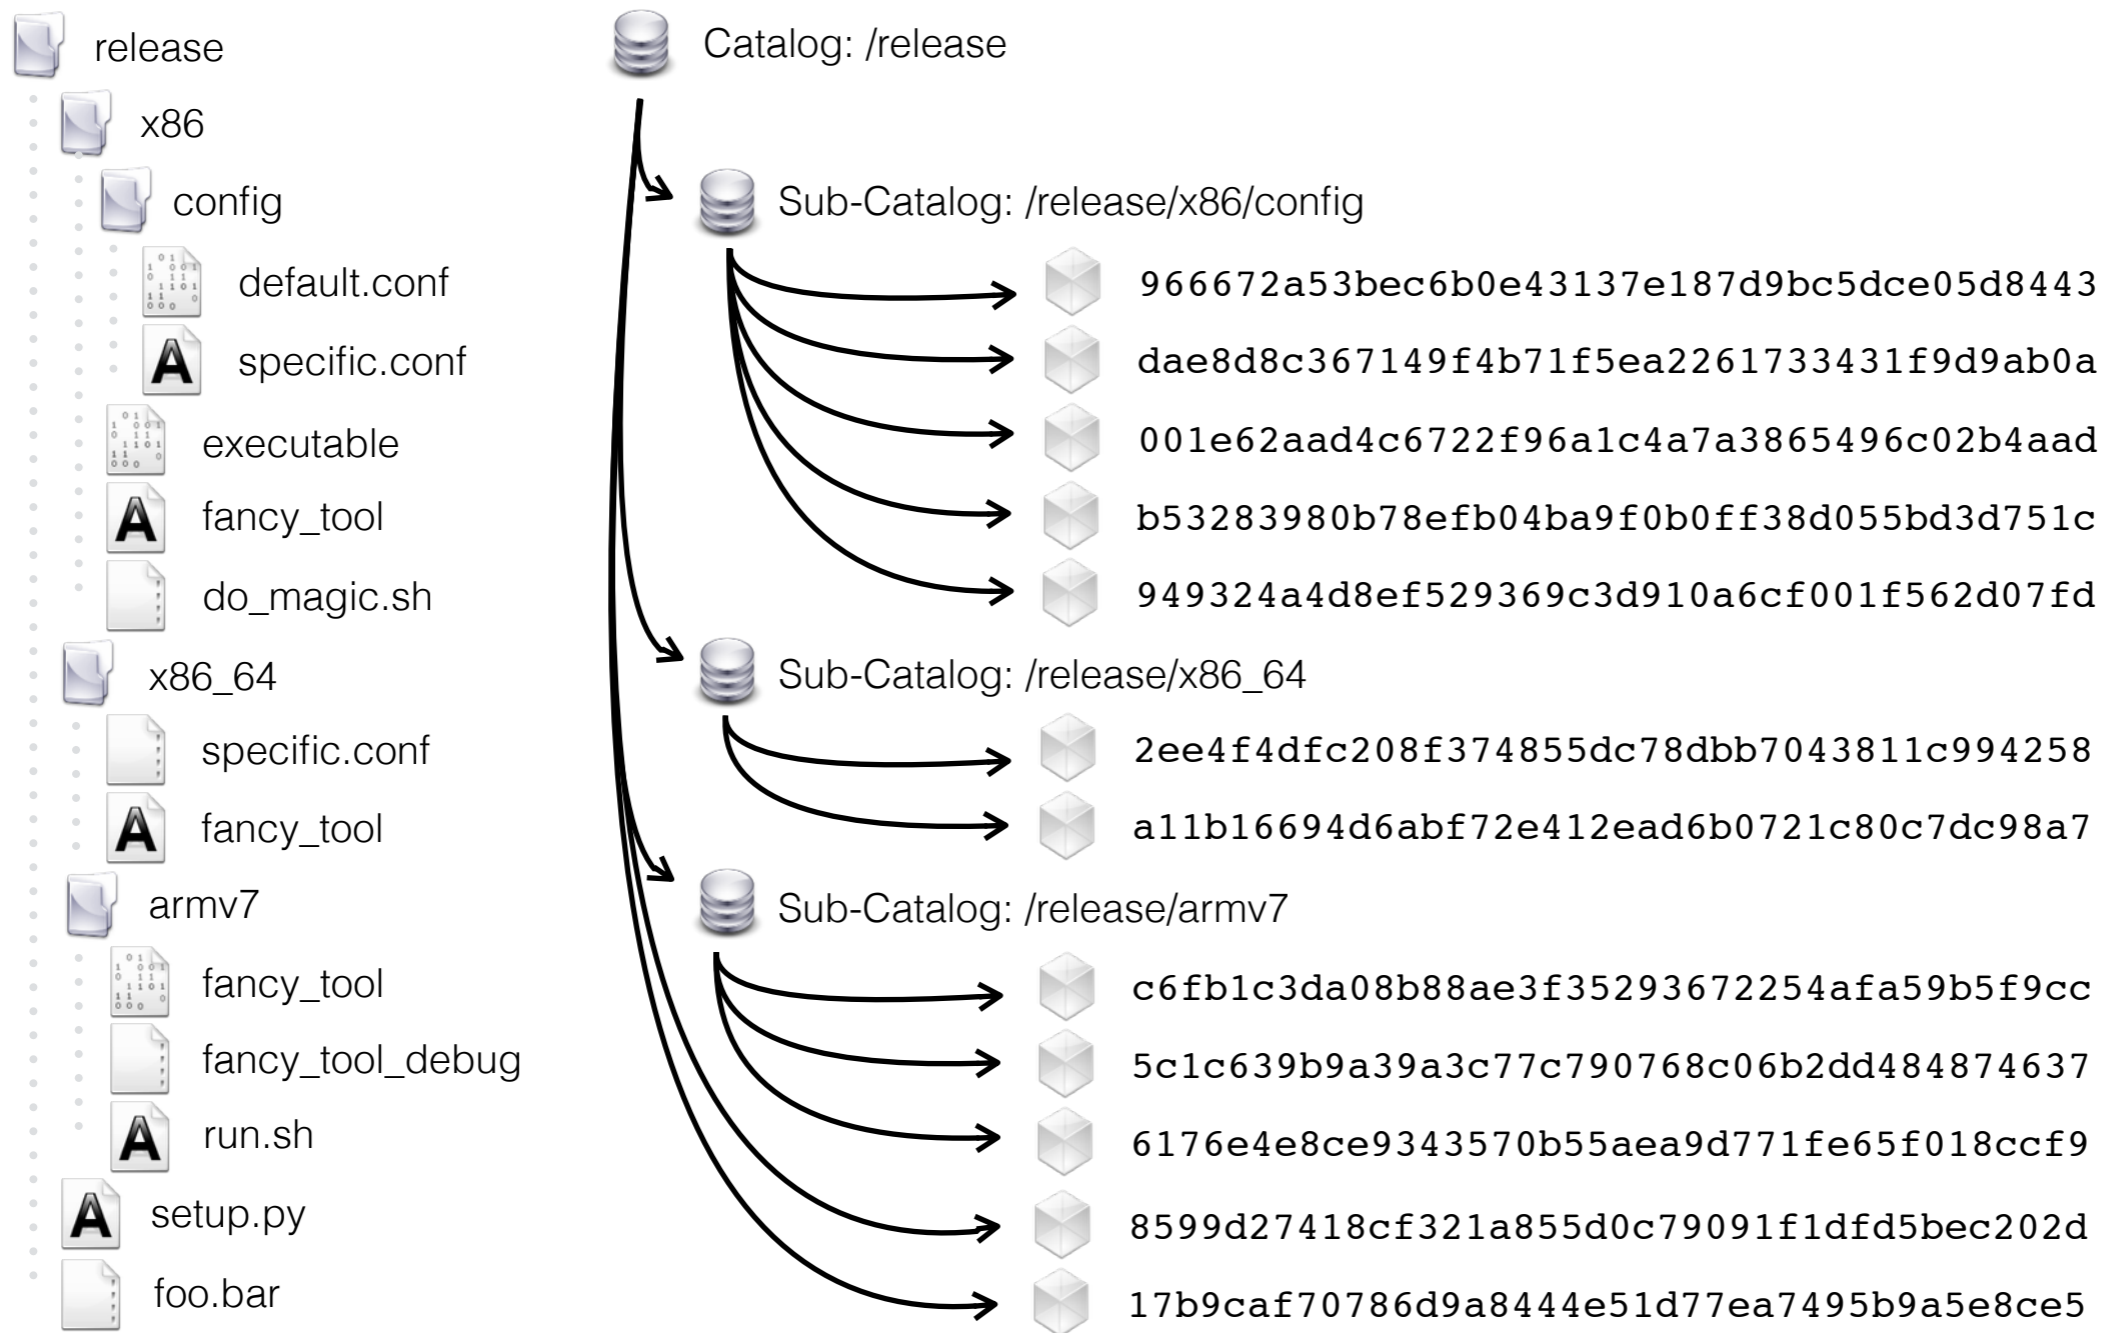 release
x86
config
default.conf
specific.conf
executable
fancy_tool
do_magic.sh
x86_64
specific.conf
fancy_tool
armv7
fancy_tool
fancy_tool_debug
run.sh
setup.py
foo.bar
Catalog: /release
Sub-Catalog: /release/x86/config
966672a53bec6b0e43137e187d9bc5dce05d8443
dae8d8c367149f4b71f5ea2261733431f9d9ab0a
001e62aad4c6722f96a1c4a7a3865496c02b4aad
b53283980b78efb04ba9f0b0ff38d055bd3d751c
949324a4d8ef529369c3d910a6cf001f562d07fd
Sub-Catalog: /release/x86_64
2ee4f4dfc208f374855dc78dbb7043811c994258
a11b16694d6abf72e412ead6b0721c80c7dc98a7
Sub-Catalog: /release/armv7
c6fb1c3da08b88ae3f35293672254afa59b5f9cc
5c1c639b9a39a3c77c790768c06b2dd484874637
6176e4e8ce9343570b55aea9d771fe65f018ccf9
8599d27418cf321a855d0c79091f1dfd5bec202d
17b9caf70786d9a8444e51d77ea7495b9a5e8ce5